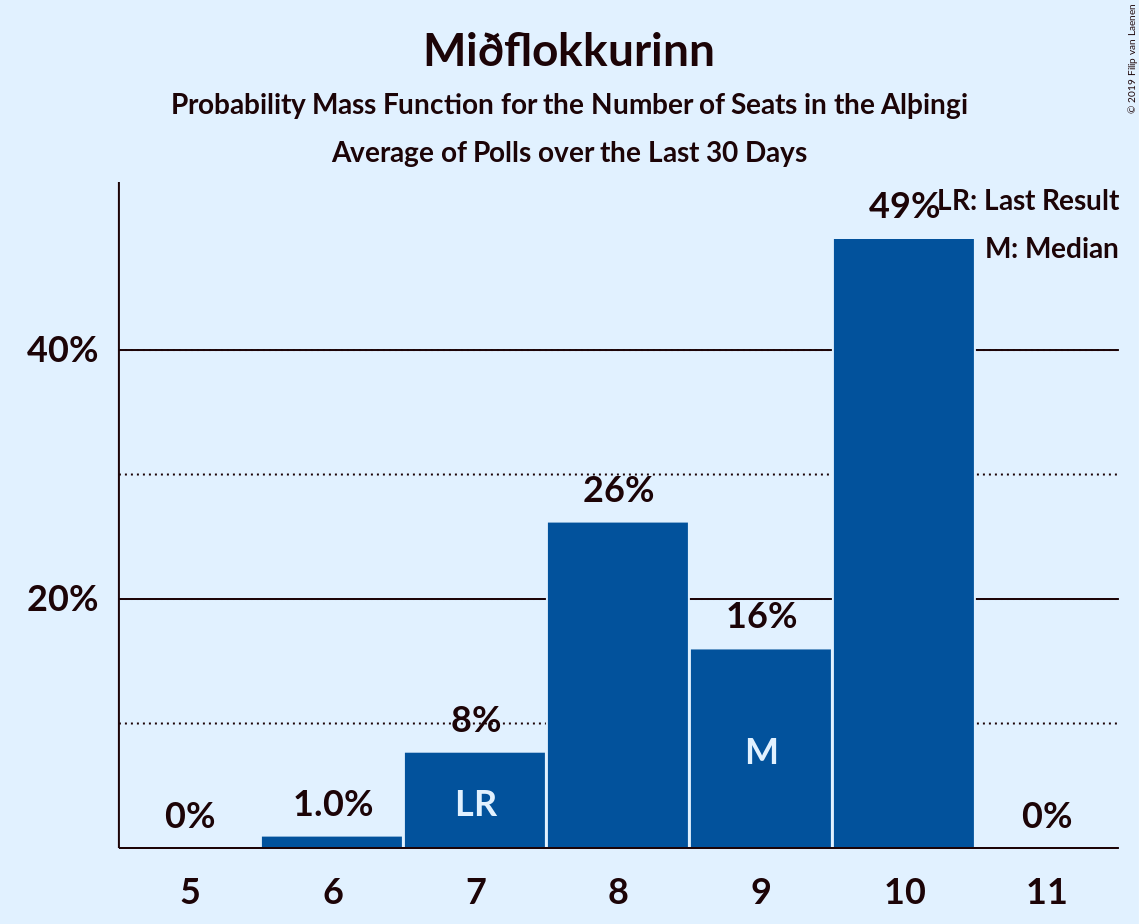 Miðflokkurinn
Probability Mass Function for the Number of Seats in the Alþingi
Average of Polls over the Last 30 Days
© 2019 Filip van Laenen
LR: Last Result
M: Median
49%
40%
26%
20%
16%
8%
M
LR
1.0%
0%
0%
5 6 7 8 9 10 11